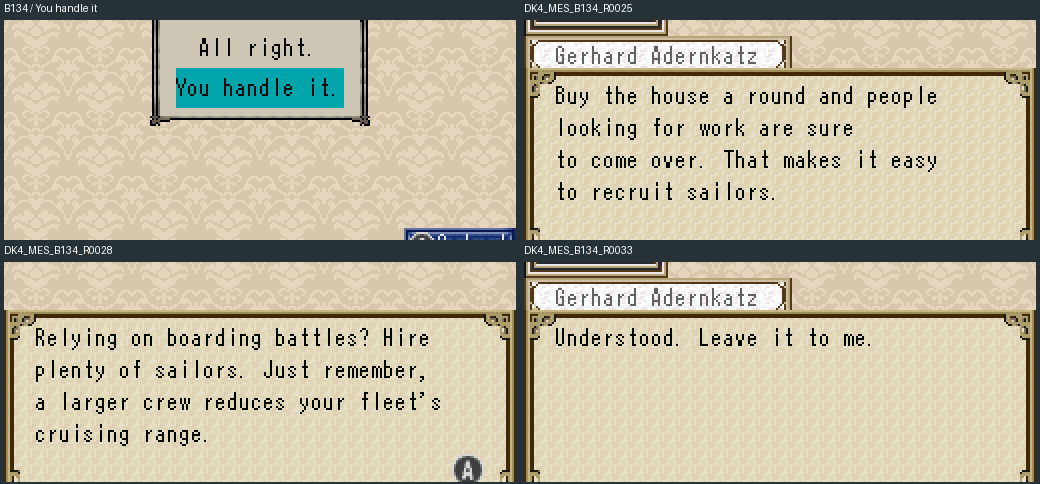 B134 / You handle it
All right.
You handle it.
DK4_MES_B134_R0025
Gerhard Adernkatz
Buy the house a round and people
looking for work are sure
to come over. That makes it easy
to recruit sailors.
DK4_MES_B134_R0028
Relying on boarding battles? Hire
plenty of sailors. Just remember,
a larger crew reduces your fleet's
cruising range.
A
DK4_MES_B134_R0033
Gerhard Adernkatz
Understood. Leave it to me.